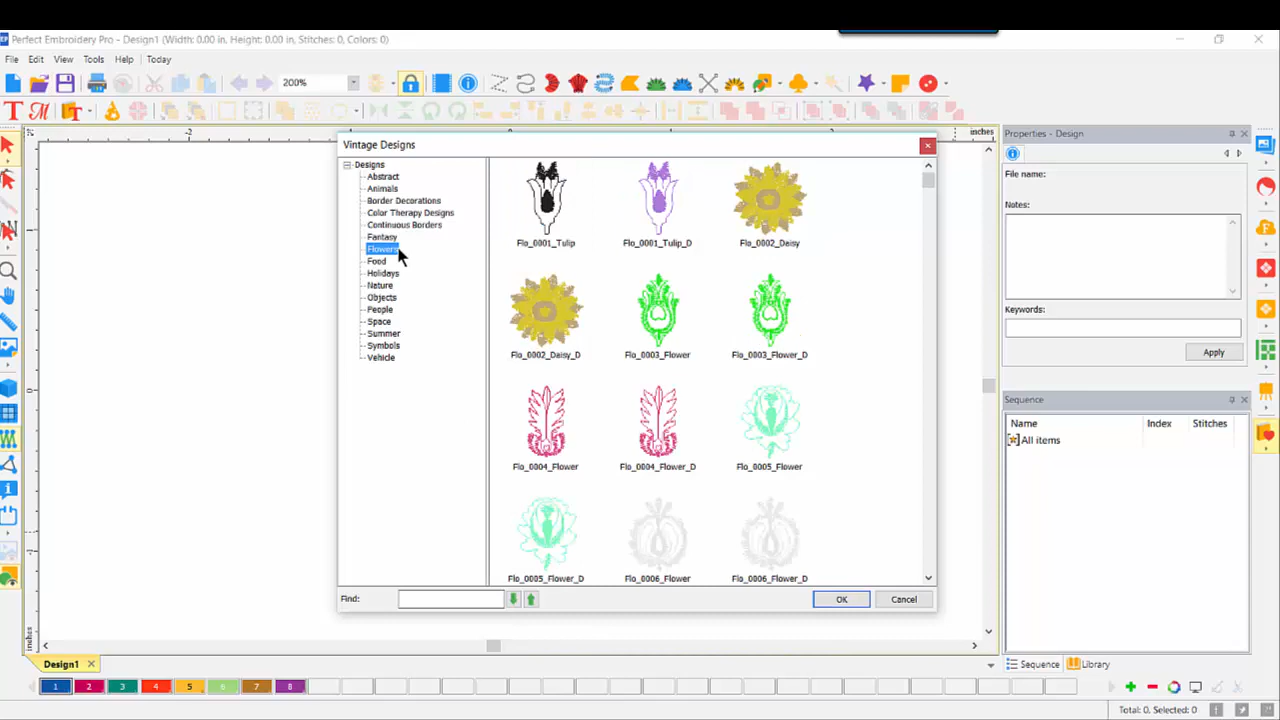 Perfect Embroidery Pro - Design1 (Width: 0.00 in, Height: 0.00 in, Stitches: 0, Colors: 0)
File Edit View Tools Help Today
200%
-2 inches
Vintage Designs
Designs
Abstract
Animals
Border Decorations
Color Therapy Designs
Continuous Borders
Fantasy
Flowers
Food
Holidays
Nature
Objects
People
Space
Summer
Symbols
Vehicle
Flo_0001_Tulip Flo_0001_Tulip_D Flo_0002_Daisy
Flo_0002_Daisy_D Flo_0003_Flower Flo_0003_Flower_D
Flo_0004_Flower Flo_0004_Flower_D Flo_0005_Flower
Flo_0005_Flower_D Flo_0006_Flower Flo_0006_Flower_D
Find:
OK Cancel
Properties - Design
File name:
Notes:
Keywords:
Apply
Sequence
Name Index Stitches
All items
0
inches
Design1
Sequence Library
1 2 3 4 5 6 7 8
Total: 0, Selected: 0